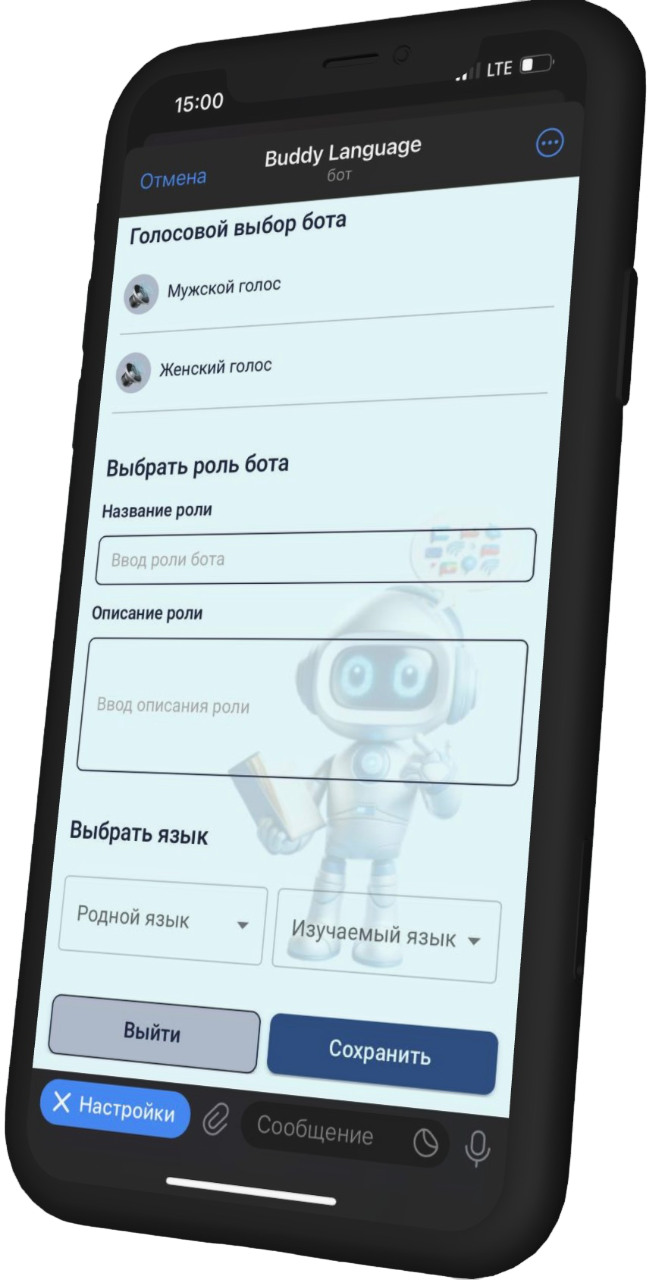 15:00
LTE
Отмена
Buddy Language
бот
Голосовой выбор бота
Мужской голос
Женский голос
Выбрать роль бота
Название роли
Ввод роли бота
Описание роли
Ввод описания роли
Выбрать язык
Родной язык
Изучаемый язык
Выйти
Сохранить
Настройки
Сообщение